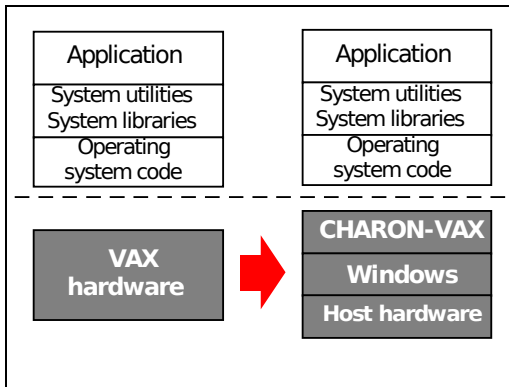 Application
System utilities
System libraries
Operating
system code
Application
System utilities
System libraries
Operating
system code
VAX
hardware
CHARON-VAX
Windows
Host hardware